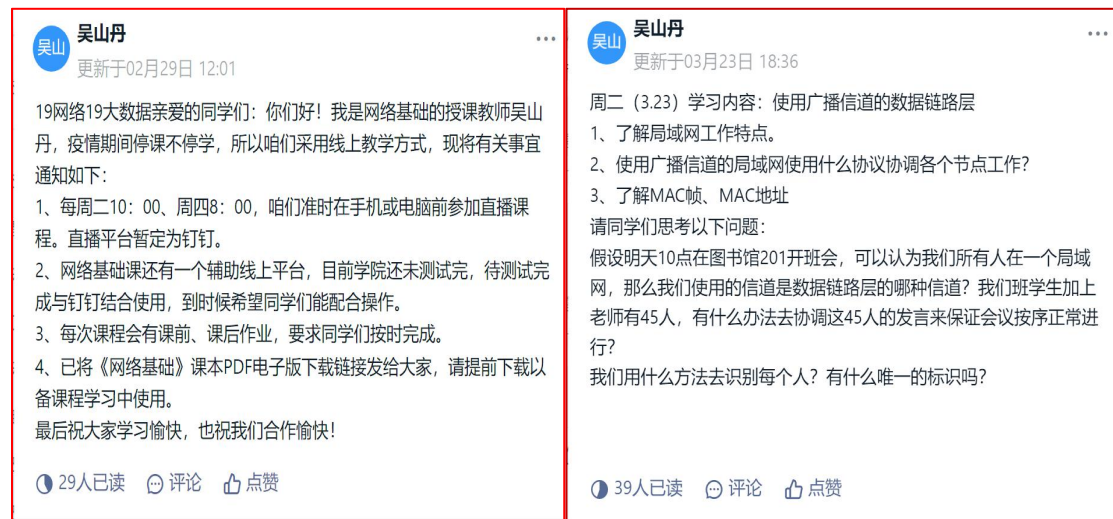 吴山
吴山丹
更新于02月29日 12:01
19网络19大数据亲爱的同学们：你们好！我是网络基础的授课教师吴山
丹，疫情期间停课不停学，所以咱们采用线上教学方式，现将有关事宜
通知如下：
1、每周二10：00、周四8：00，咱们准时在手机或电脑前参加直播课
程。直播平台暂定为钉钉。
2、网络基础课还有一个辅助线上平台，目前学院还未测试完，待测试完
成与钉钉结合使用，到时候希望同学们能配合操作。
3、每次课程会有课前、课后作业，要求同学们按时完成。
4、已将《网络基础》课本PDF电子版下载链接发给大家，请提前下载以
备课程学习中使用。
最后祝大家学习愉快，也祝我们合作愉快！
29人已读 评论 点赞
吴山
吴山丹
更新于03月23日 18:36
周二（3.23）学习内容：使用广播信道的数据链路层
1、了解局域网工作特点。
2、使用广播信道的局域网使用什么协议协调各个节点工作？
3、了解MAC帧、MAC地址
请同学们思考以下问题：
假设明天10点在图书馆201开班会，可以认为我们所有人在一个局域
网，那么我们使用的信道是数据链路层的哪种信道？我们班学生加上
老师有45人，有什么办法去协调这45人的发言来保证会议按序正常进
行？
我们用什么方法去识别每个人？有什么唯一的标识吗？
39人已读 评论 点赞